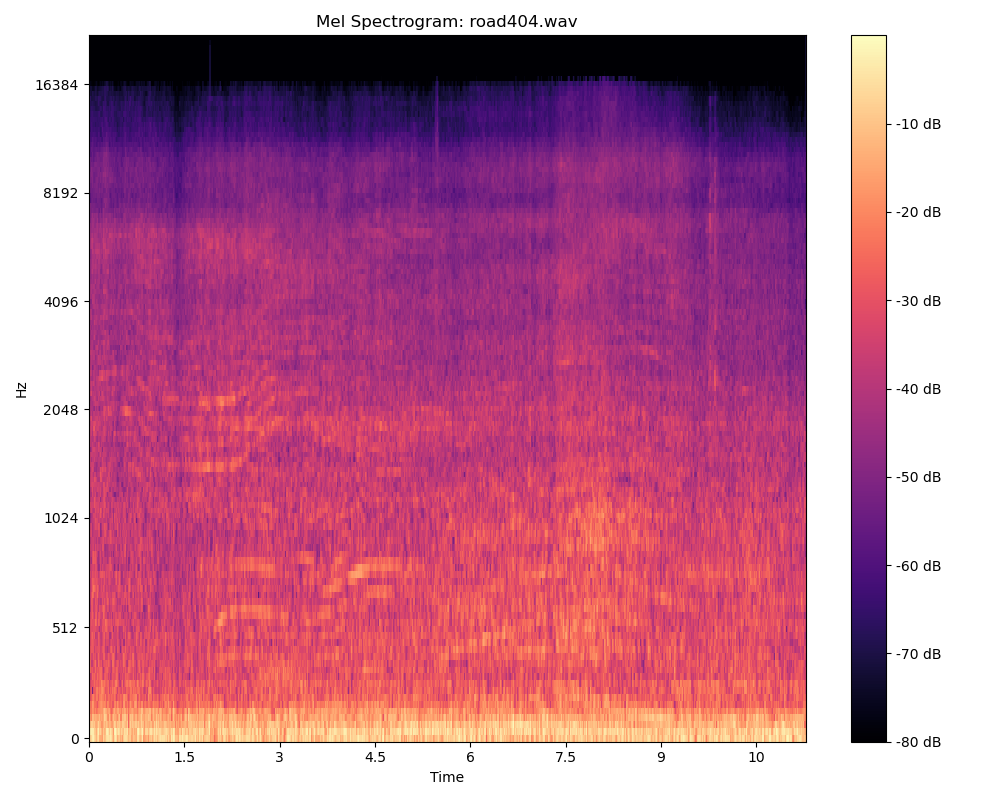 Mel Spectrogram: road404.wav
16384
8192
4096
2048
1024
512
0
Hz
0 1.5 3 4.5 6 7.5 9 10
Time
-10 dB
-20 dB
-30 dB
-40 dB
-50 dB
-60 dB
-70 dB
-80 dB